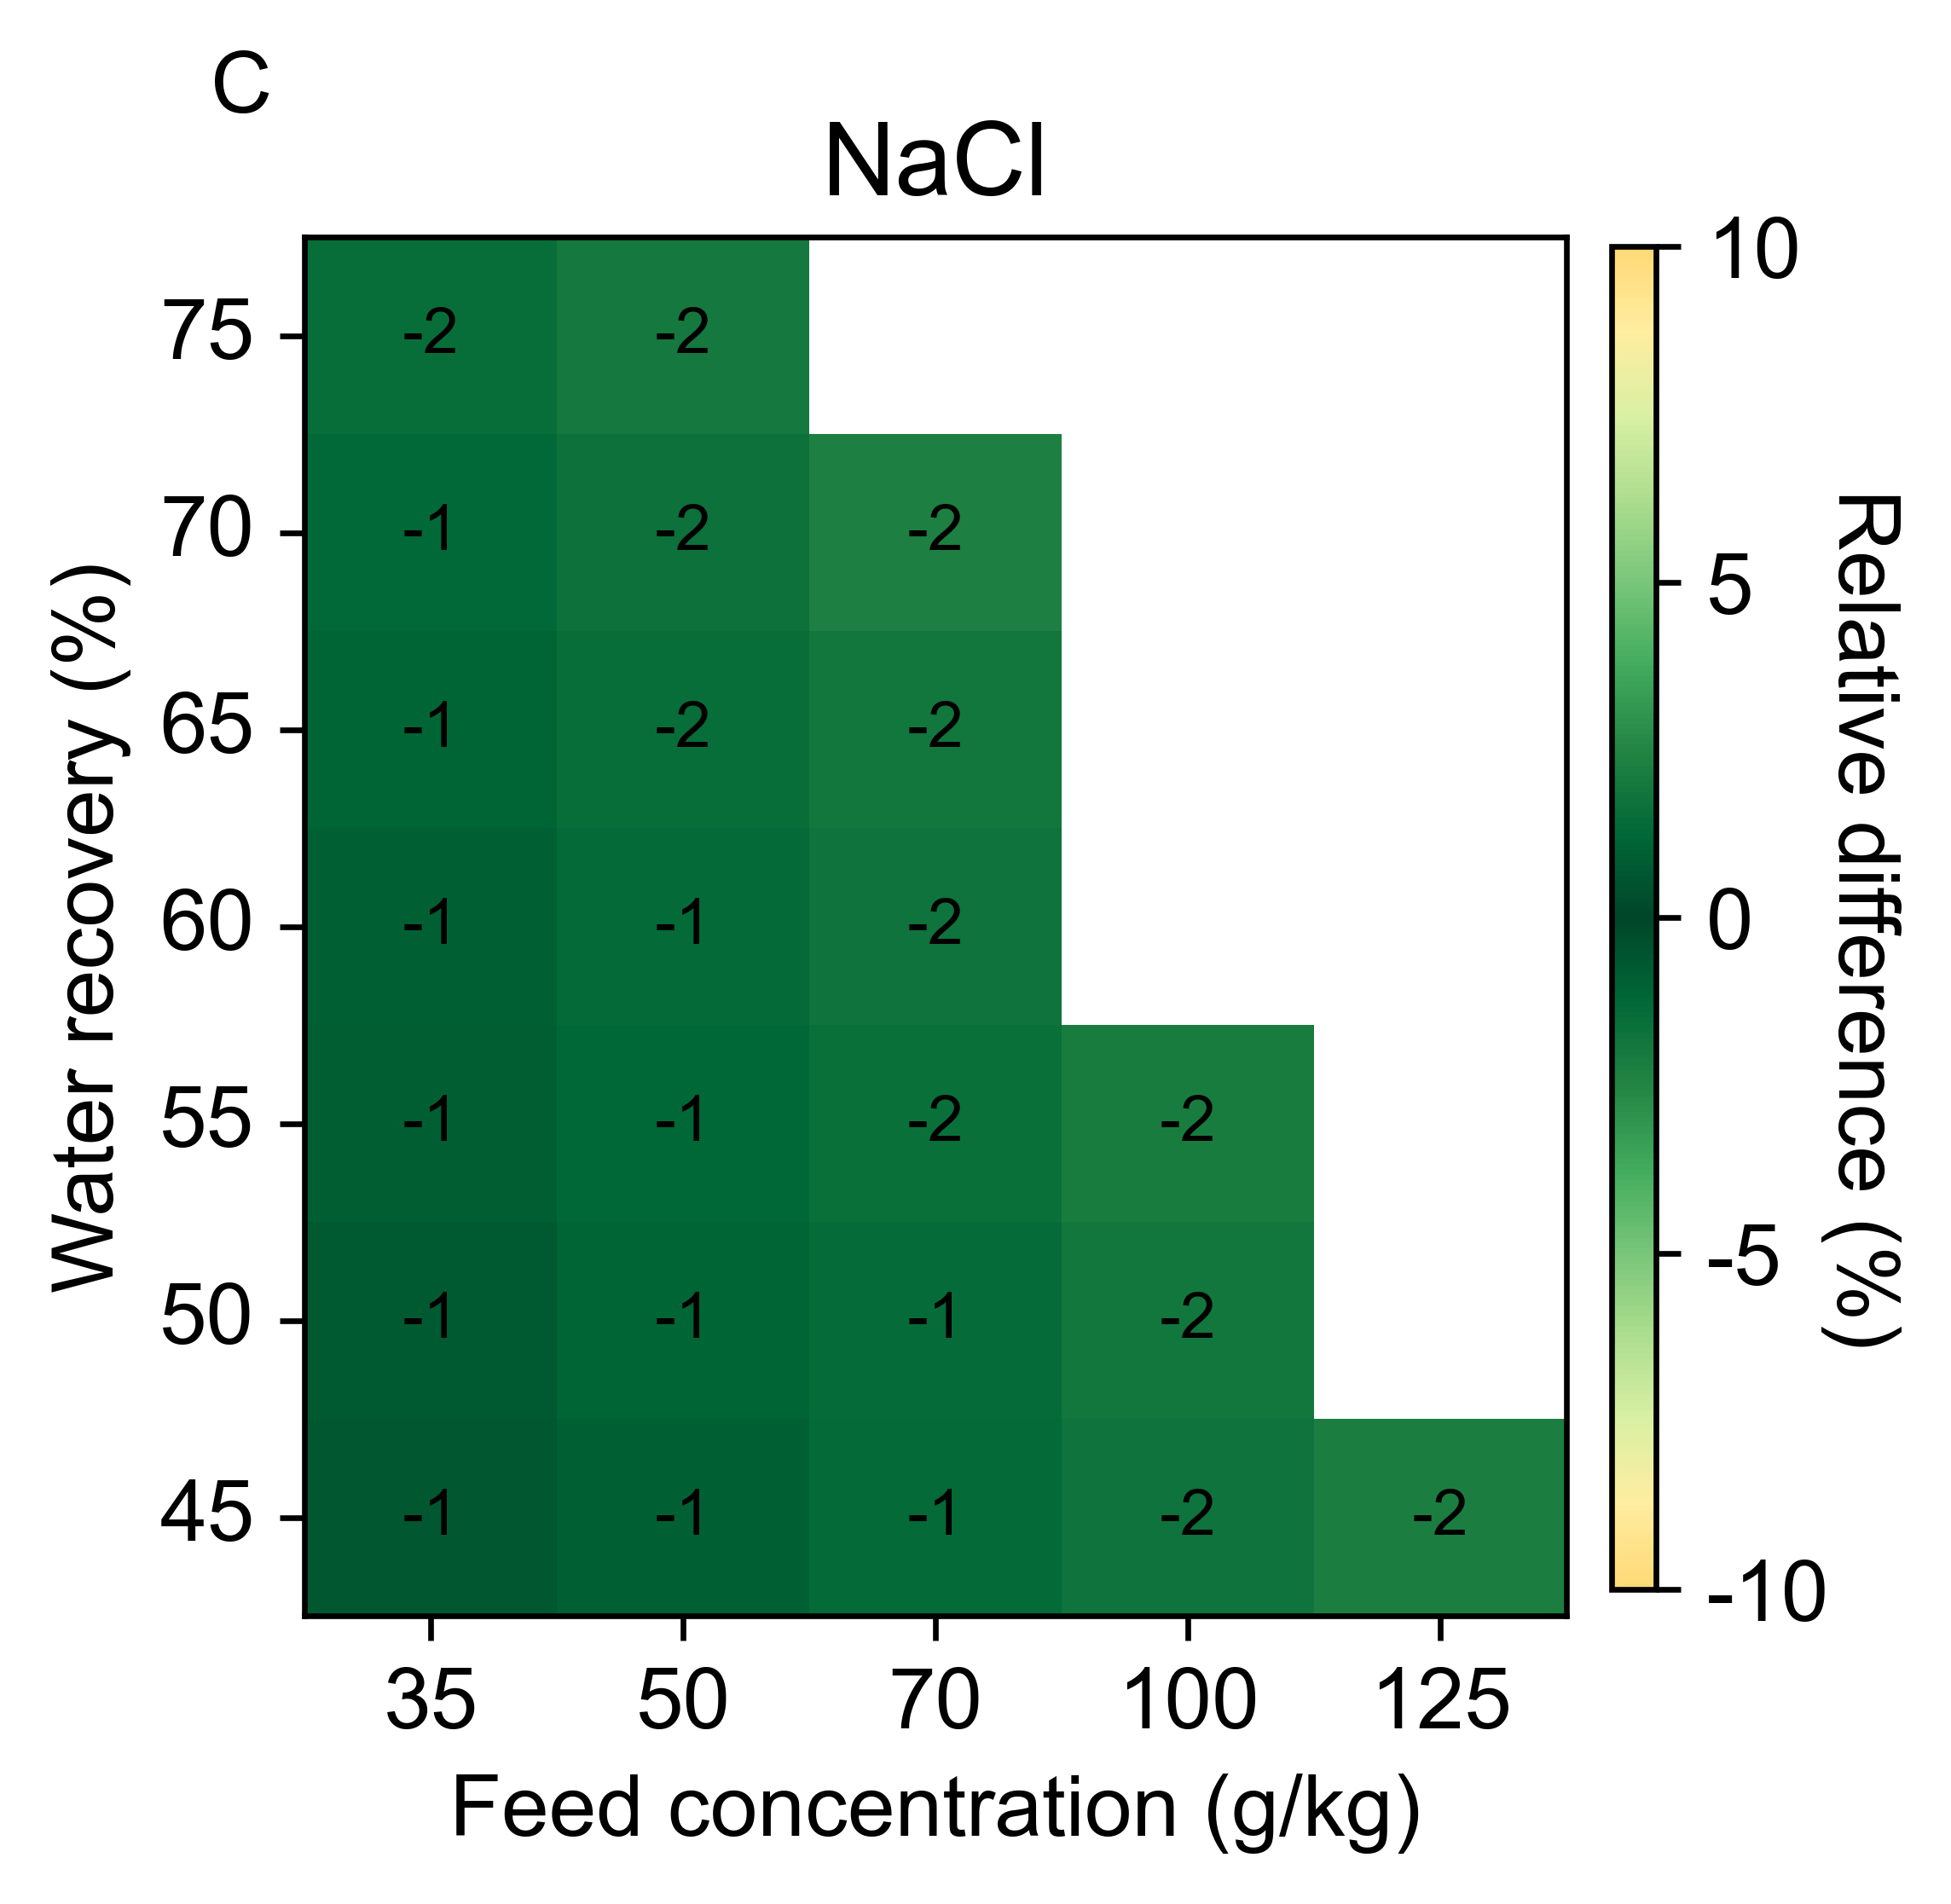 C
NaCl
75 -2 -2
70 -1 -2 -2
65 -1 -2 -2
60 -1 -1 -2
55 -1 -1 -2 -2
50 -1 -1 -1 -2
45 -1 -1 -1 -2 -2
35 50 70 100 125
Feed concentration (g/kg)
Water recovery (%)
10
5
0
-5
-10
Relative difference (%)